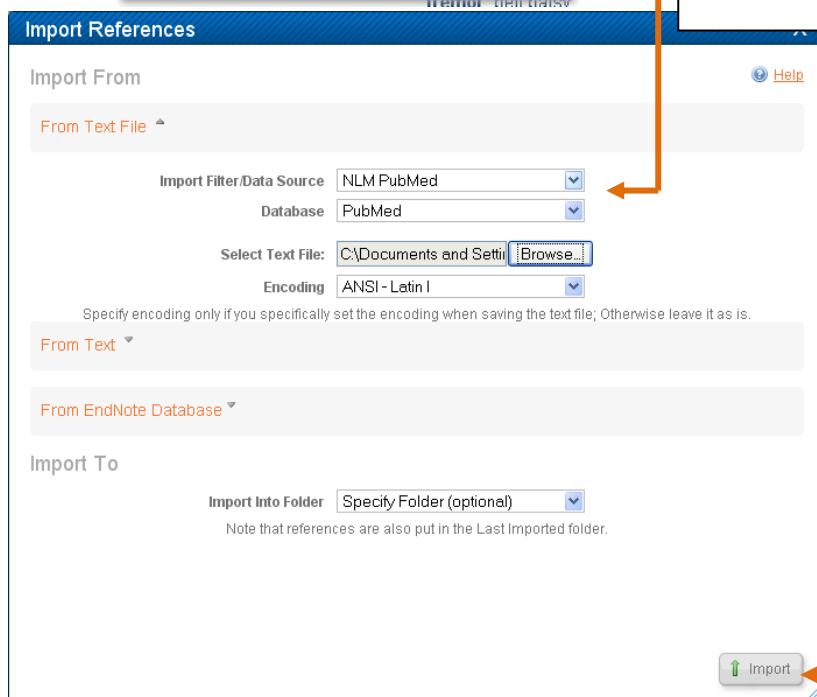 Import References
Import From
Help
From Text File
Import Filter/Data Source NLM PubMed
Database PubMed
Select Text File: C:\Documents and Settin Browse...
Encoding ANSI - Latin I
Specify encoding only if you specifically set the encoding when saving the text file; Otherwise leave it as is.
From Text
From EndNote Database
Import To
Import Into Folder Specify Folder (optional)
Note that references are also put in the Last Imported folder.
Import